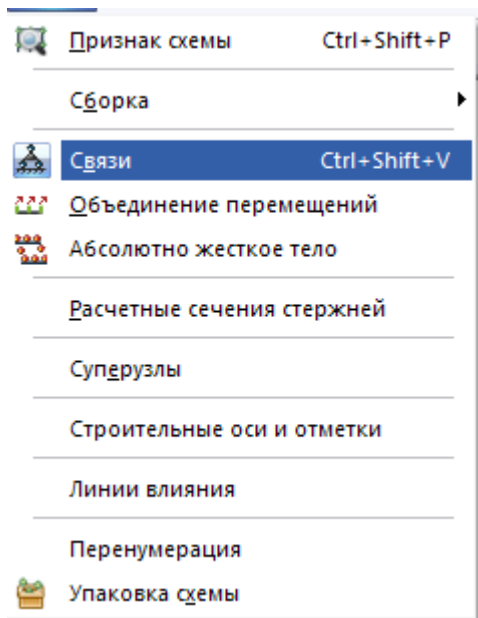 Признак схемы Ctrl+Shift+P
Сборка
Связи Ctrl+Shift+V
Объединение перемещений
Абсолютно жесткое тело
Расчетные сечения стержней
Суперузлы
Строительные оси и отметки
Линии влияния
Перенумерация
Упаковка схемы